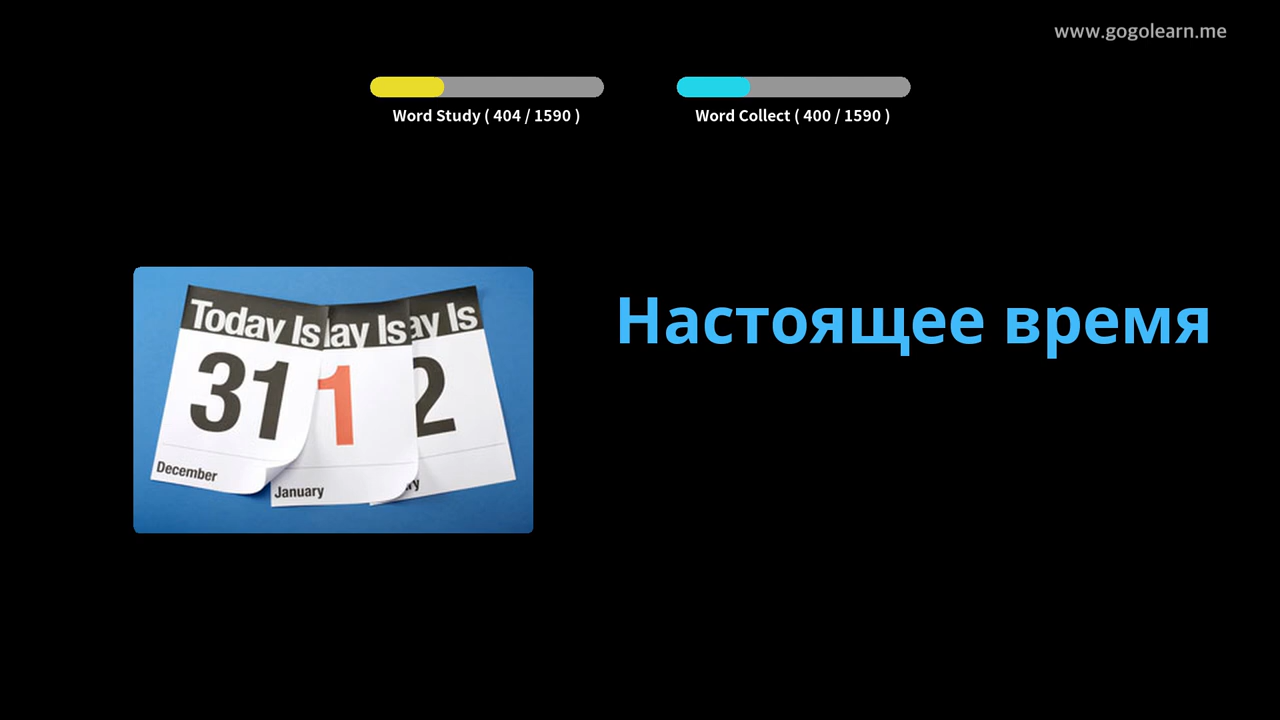 www.gogolearn.me
Word Study ( 404 / 1590 )
Word Collect ( 400 / 1590 )
Настоящее время
Today Is
ay Is
ay Is
31
1
2
December
January
ry